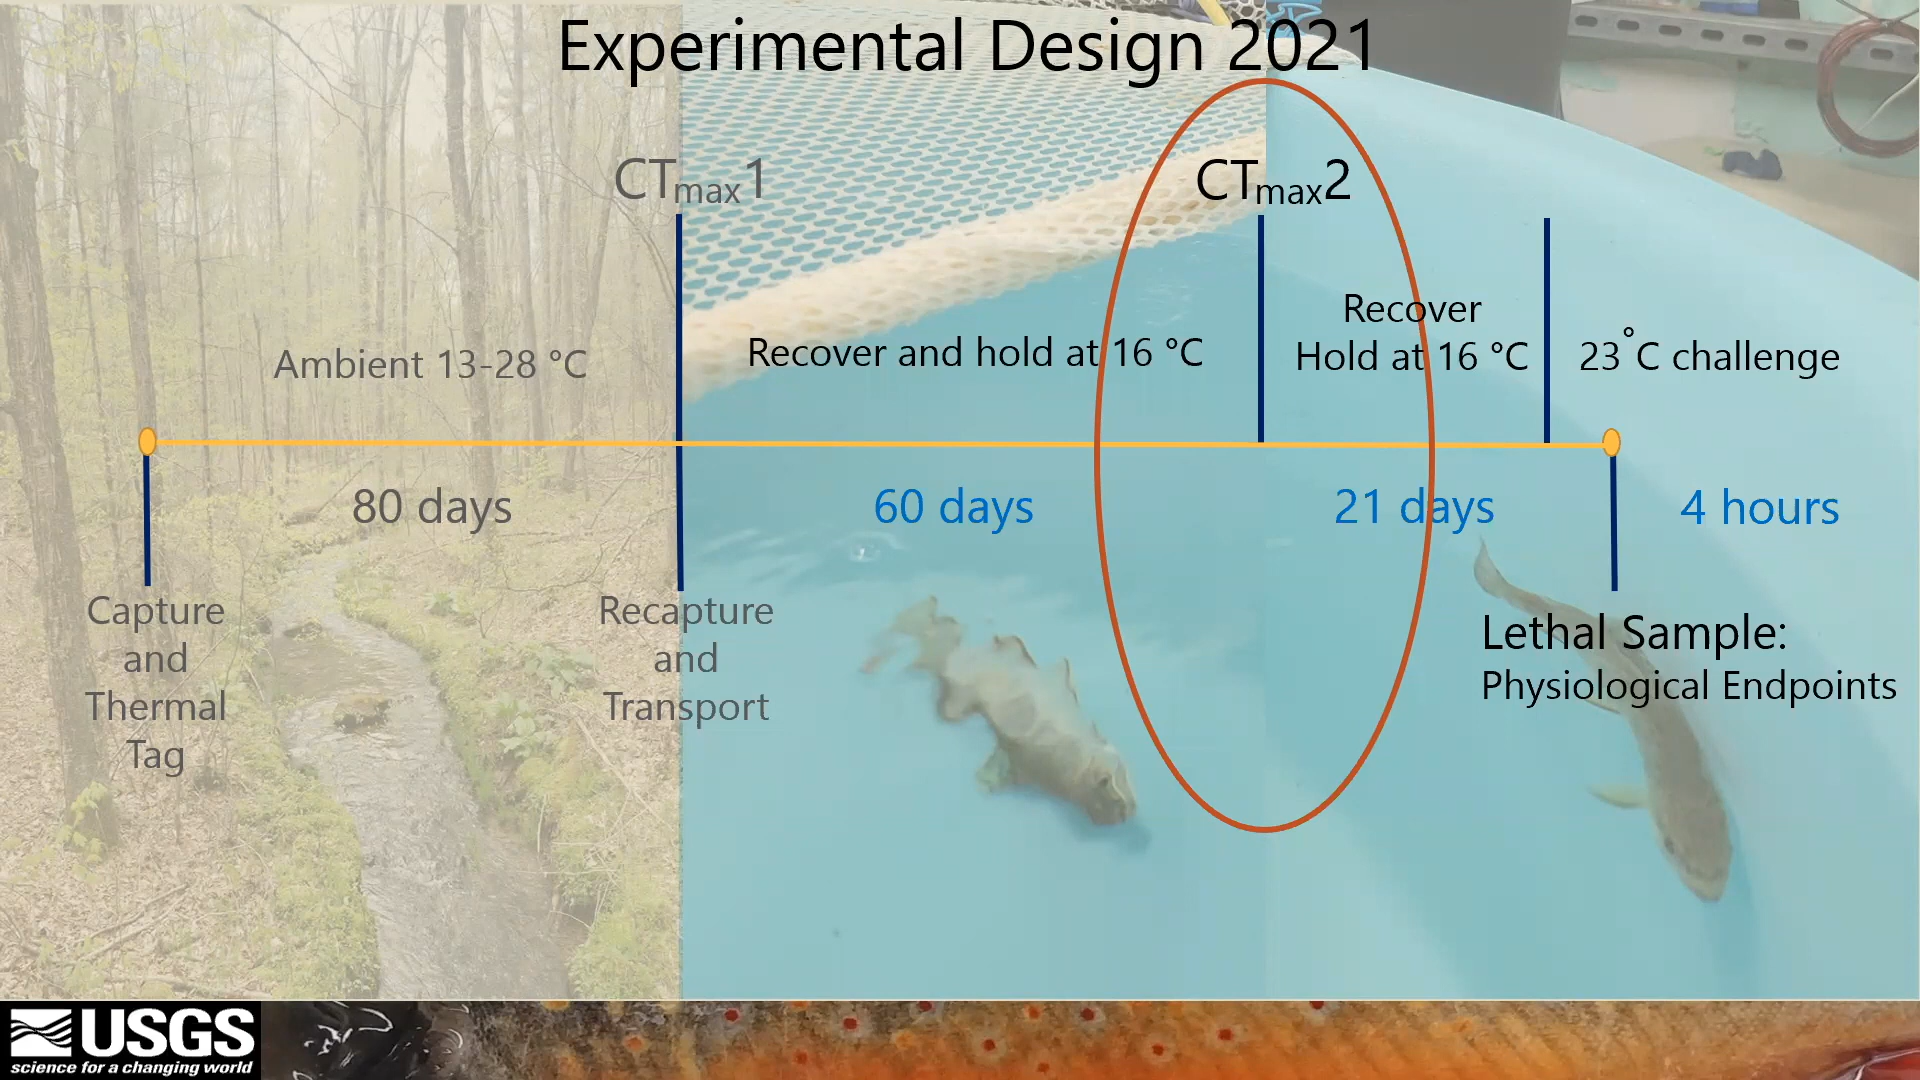 Experimental Design 2021
CTmax1
CTmax2
Ambient 13-28 °C
Recover and hold at 16 °C
Recover
Hold at 16 °C
23°C challenge
80 days
60 days
21 days
4 hours
Capture
and
Thermal
Tag
Recapture
and
Transport
Lethal Sample:
Physiological Endpoints
USGS
science for a changing world